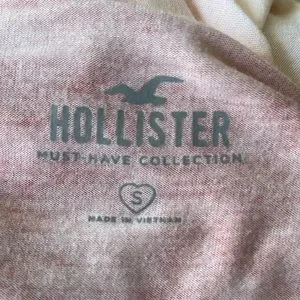 HOLLISTER
MUST-HAVE COLLECTION
S
MADE IN VIETNAM